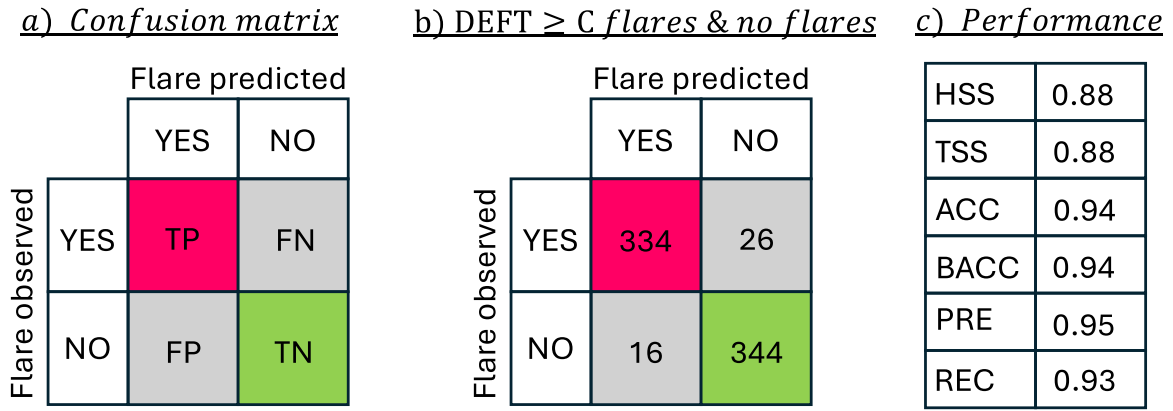 a) Confusion matrix
Flare predicted
YES NO
Flare observed
YES TP FN
NO FP TN
b) DEFT ≥ C flares & no flares
Flare predicted
YES NO
Flare observed
YES 334 26
NO 16 344
c) Performance
HSS 0.88
TSS 0.88
ACC 0.94
BACC 0.94
PRE 0.95
REC 0.93